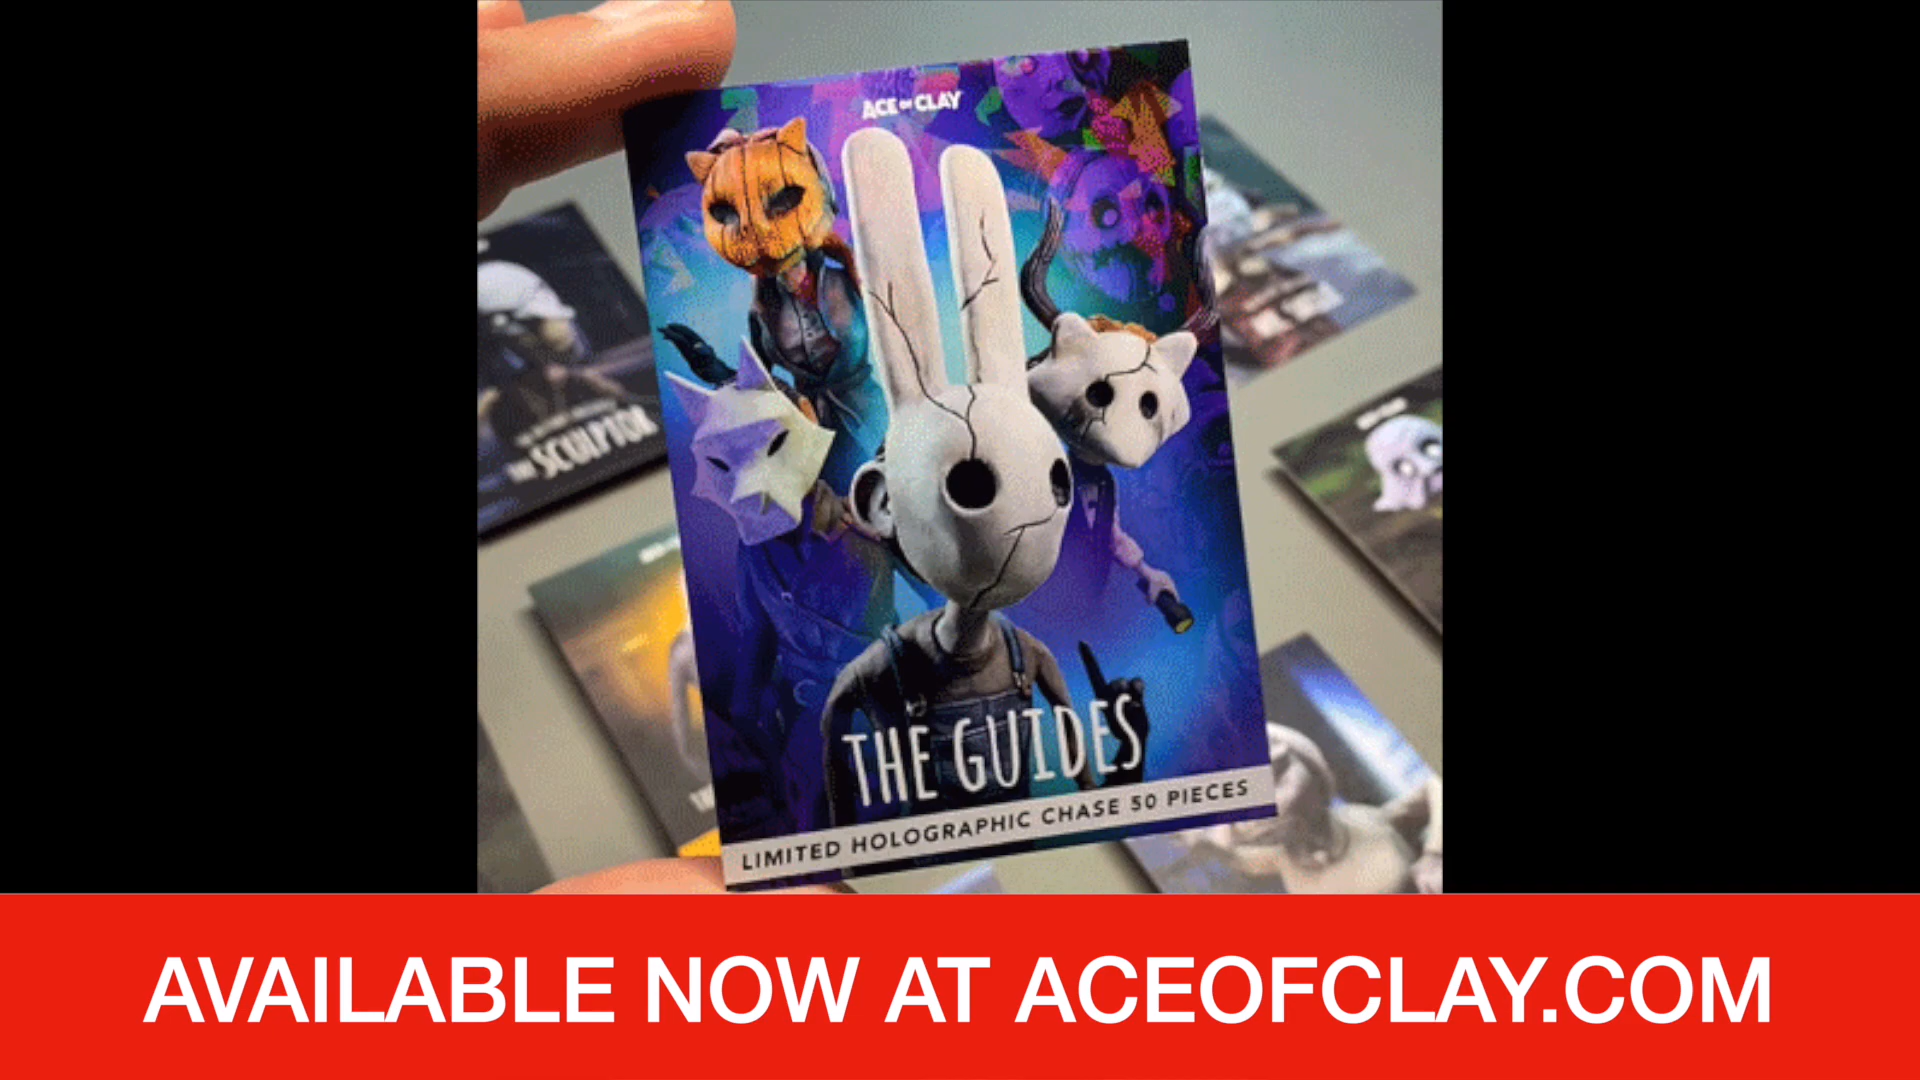 ACE OF CLAY
THE SCULPTOR
THE GUIDES
LIMITED HOLOGRAPHIC CHASE 50 PIECES
AVAILABLE NOW AT ACEOFCLAY.COM